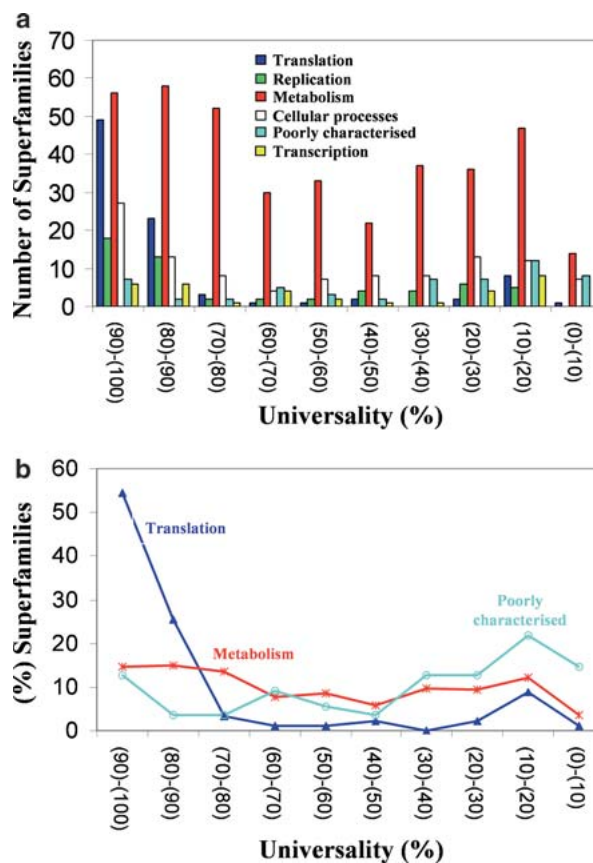 a
70
60
50
40
30
20
10
0
Number of Superfamilies
Translation
Replication
Metabolism
Cellular processes
Poorly characterised
Transcription
(90)-(100)
(80)-(90)
(70)-(80)
(60)-(70)
(50)-(60)
(40)-(50)
(30)-(40)
(20)-(30)
(10)-(20)
(0)-(10)
Universality (%)
b
60
50
40
30
20
10
0
(%) Superfamilies
Translation
Metabolism
Poorly
characterised
(90)-(100)
(80)-(90)
(70)-(80)
(60)-(70)
(50)-(60)
(40)-(50)
(30)-(40)
(20)-(30)
(10)-(20)
(0)-(10)
Universality (%)